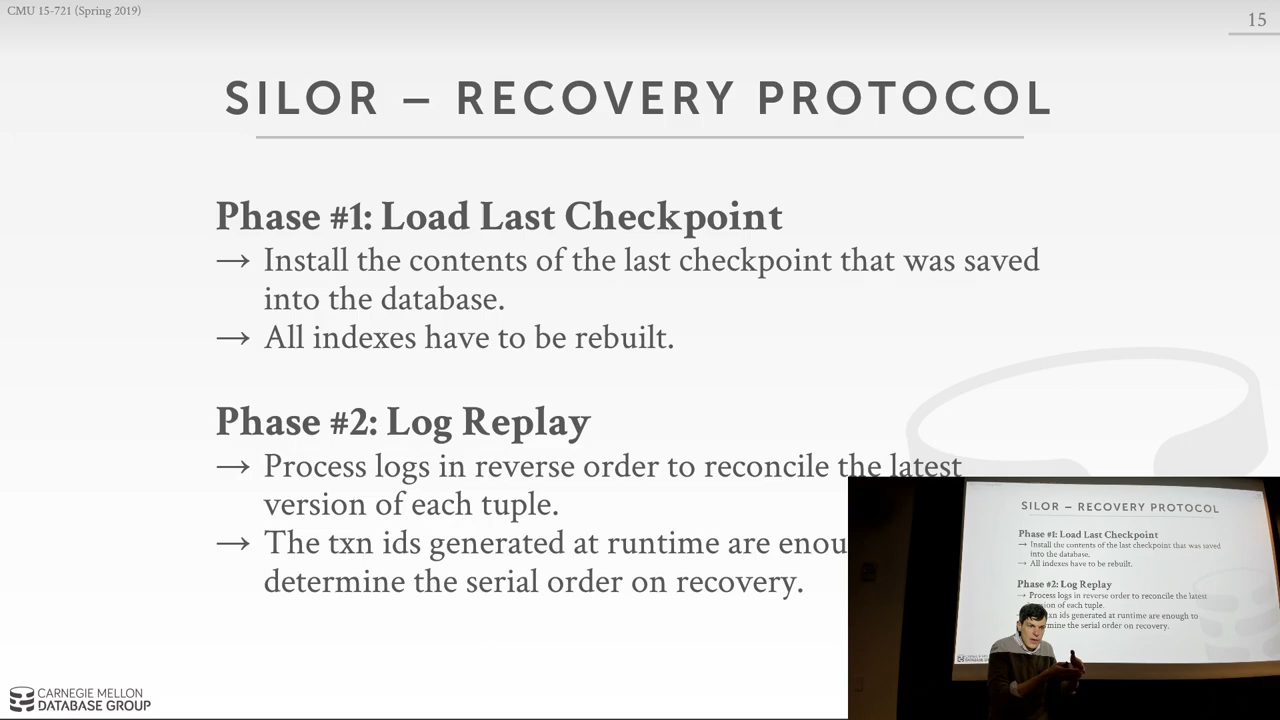 CMU 15-721 (Spring 2019)
15
SILOR – RECOVERY PROTOCOL
Phase #1: Load Last Checkpoint
→ Install the contents of the last checkpoint that was saved
into the database.
→ All indexes have to be rebuilt.
Phase #2: Log Replay
→ Process logs in reverse order to reconcile the latest
version of each tuple.
→ The txn ids generated at runtime are enou
determine the serial order on recovery.
CARNEGIE MELLON
DATABASE GROUP
SILOR – RECOVERY PROTOCOL
Phase #1: Load Last Checkpoint
→ Install the contents of the last checkpoint that was saved
into the database.
→ All indexes have to be rebuilt.
Phase #2: Log Replay
→ Process logs in reverse order to reconcile the latest
of each tuple.
txn ids generated at runtime are enough to
the serial order on recovery.